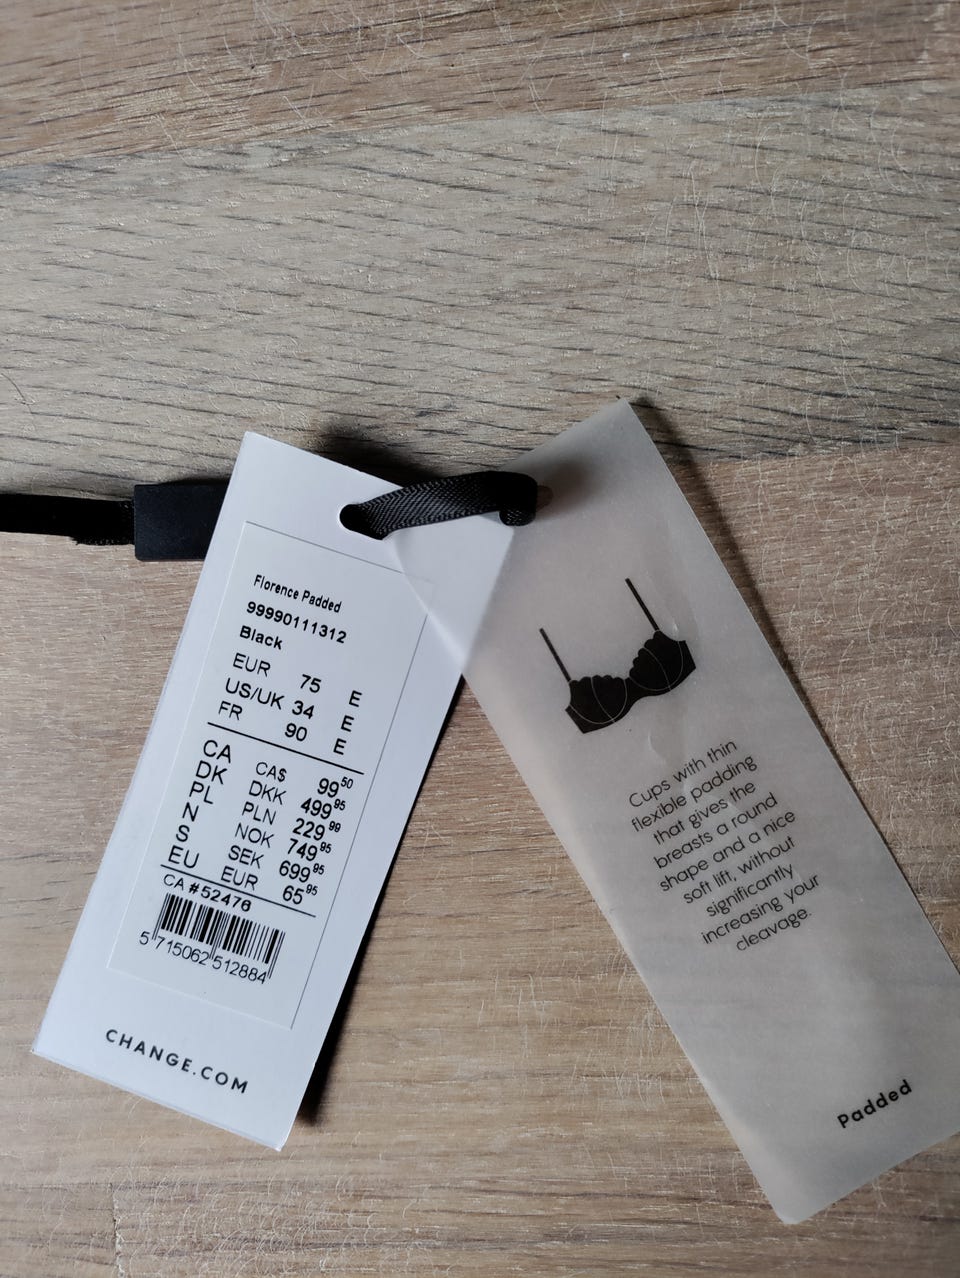 Florence Padded
99990111312
Black
EUR 75 E
US/UK 34 E
FR 90 E
CA CA$ 99 50
DK DKK 499 95
PL PLN 229 99
N NOK 749 95
S SEK 699 95
EU EUR 65 95
CA #52476
5 715062 512884
CHANGE.COM
Cups with thin
flexible padding
that gives the
breasts a round
shape and a nice
soft lift, without
significantly
increasing your
cleavage.
Padded